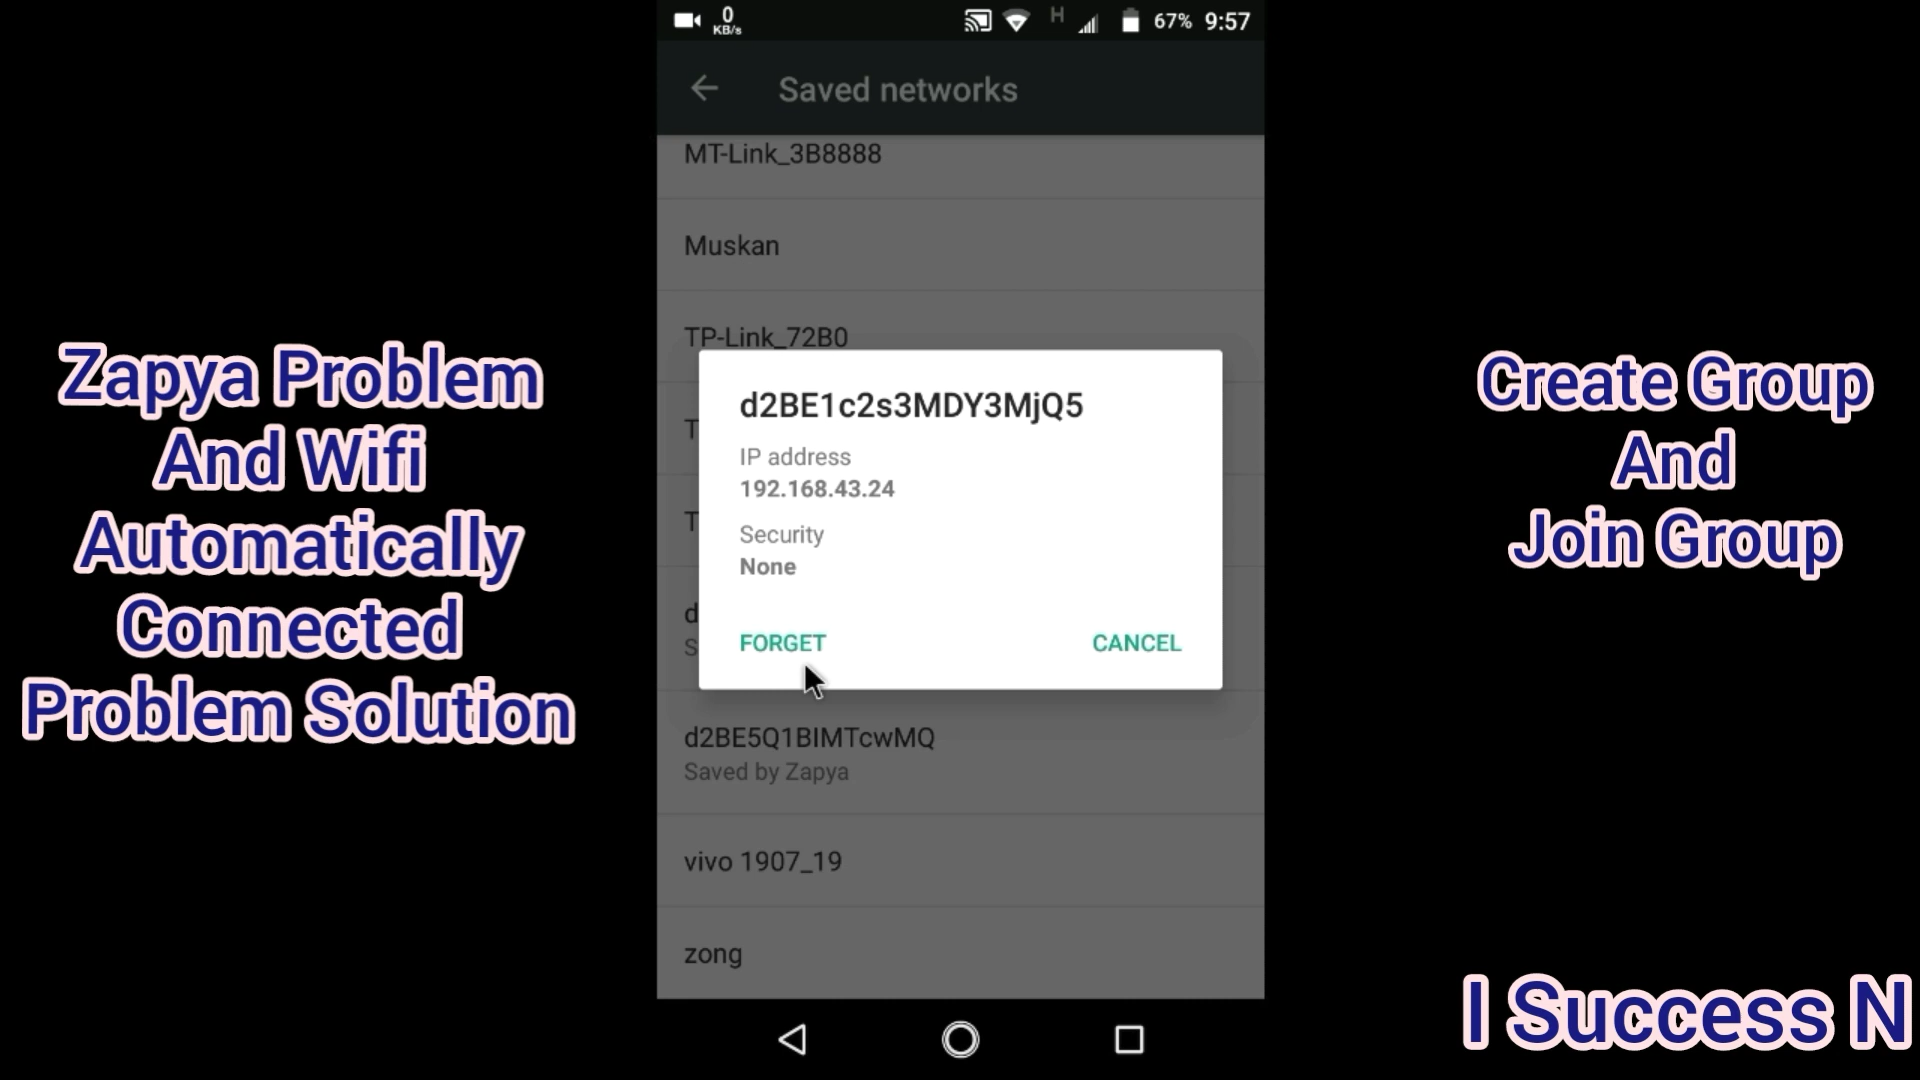 0
KB/s
H
67% 9:57
Saved networks
MT-Link_3B8888
Muskan
TP-Link_72B0
T
T
d
S
d2BE1c2s3MDY3MjQ5
IP address
192.168.43.24
Security
None
FORGET
CANCEL
d2BE5Q1BIMTcwMQ
Saved by Zapya
vivo 1907_19
zong
Zapya Problem
And Wifi
Automatically
Connected
Problem Solution
Create Group
And
Join Group
I Success N